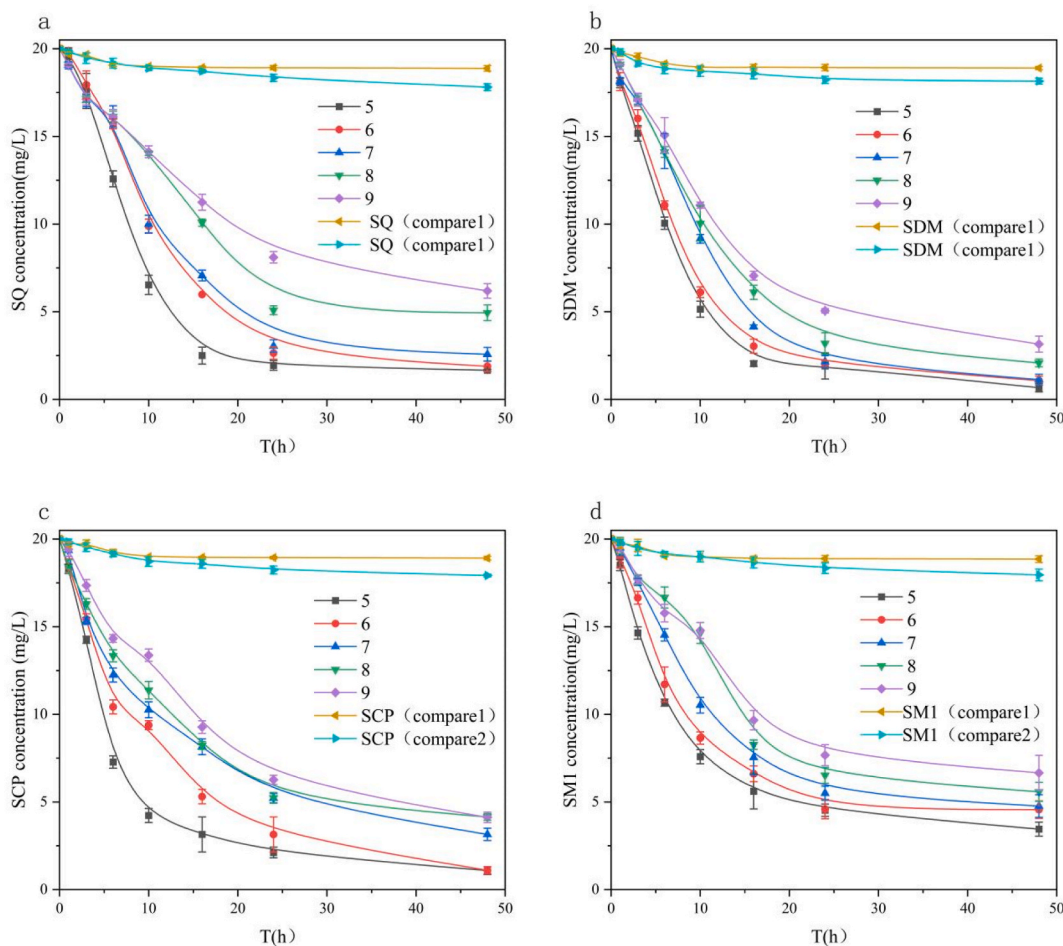 a
20
15
10
5
0
SQ concentration(mg/L)
5
6
7
8
9
SQ（compare1）
SQ（compare1）
0 10 20 30 40 50
T(h）
b
20
15
10
5
0
SDM 'concentration(mg/L)
5
6
7
8
9
SDM（compare1）
SDM（compare1）
0 10 20 30 40 50
T(h）
c
20
15
10
5
0
SCP concentration (mg/L)
5
6
7
8
9
SCP（compare1）
SCP（compare2）
0 10 20 30 40 50
T(h）
d
20
15
10
5
0
SM1 concentration(mg/L)
5
6
7
8
9
SM1（compare1）
SM1（compare2）
0 10 20 30 40 50
T(h）